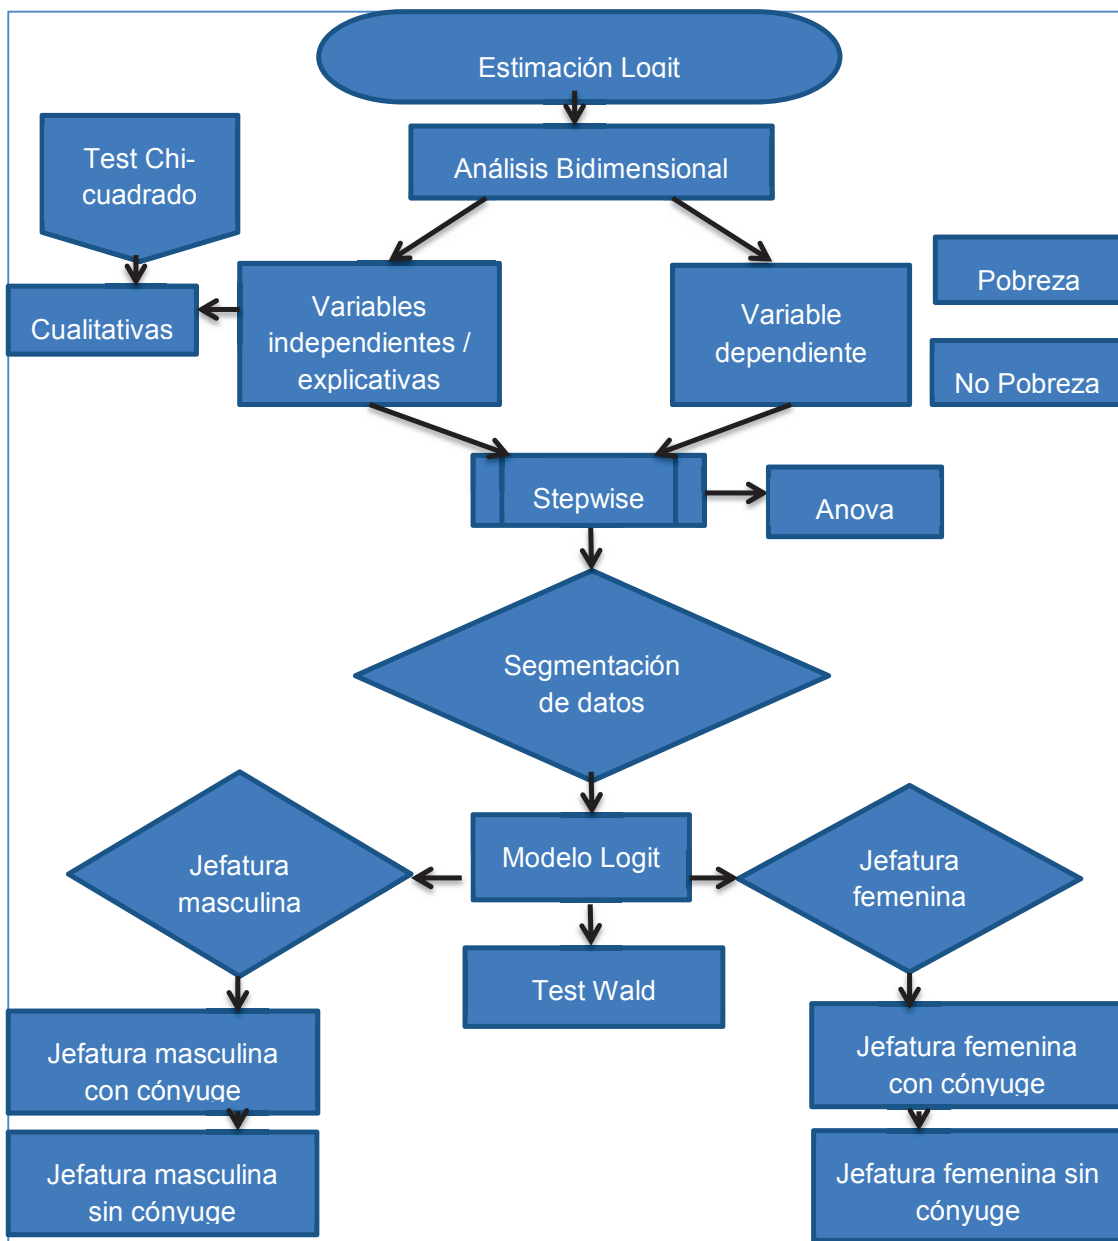 Estimación Logit
Test Chi-
cuadrado
Análisis Bidimensional
Cualitativas
Variables
independientes /
explicativas
Variable
dependiente
Pobreza
No Pobreza
Stepwise
Anova
Segmentación
de datos
Jefatura
masculina
Modelo Logit
Jefatura
femenina
Test Wald
Jefatura masculina
con cónyuge
Jefatura femenina
con cónyuge
Jefatura masculina
sin cónyuge
Jefatura femenina sin
cónyuge